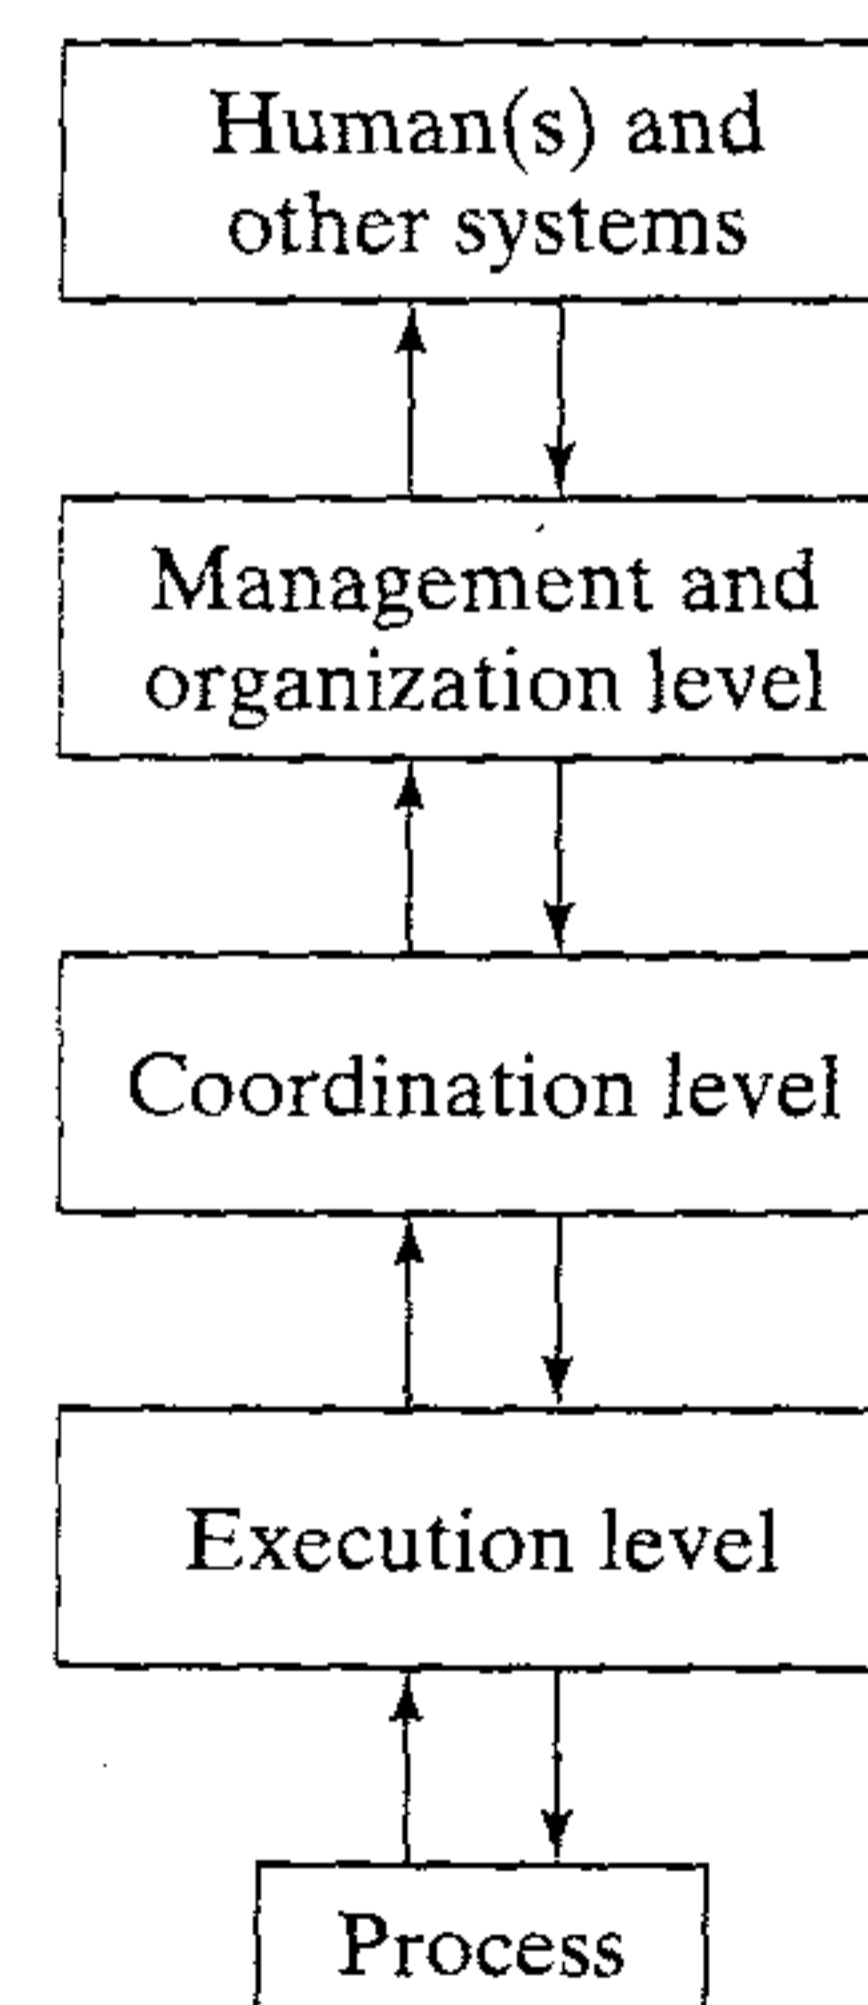 Human(s) and
other systems
Management and
organization level
Coordination level
Execution level
Process